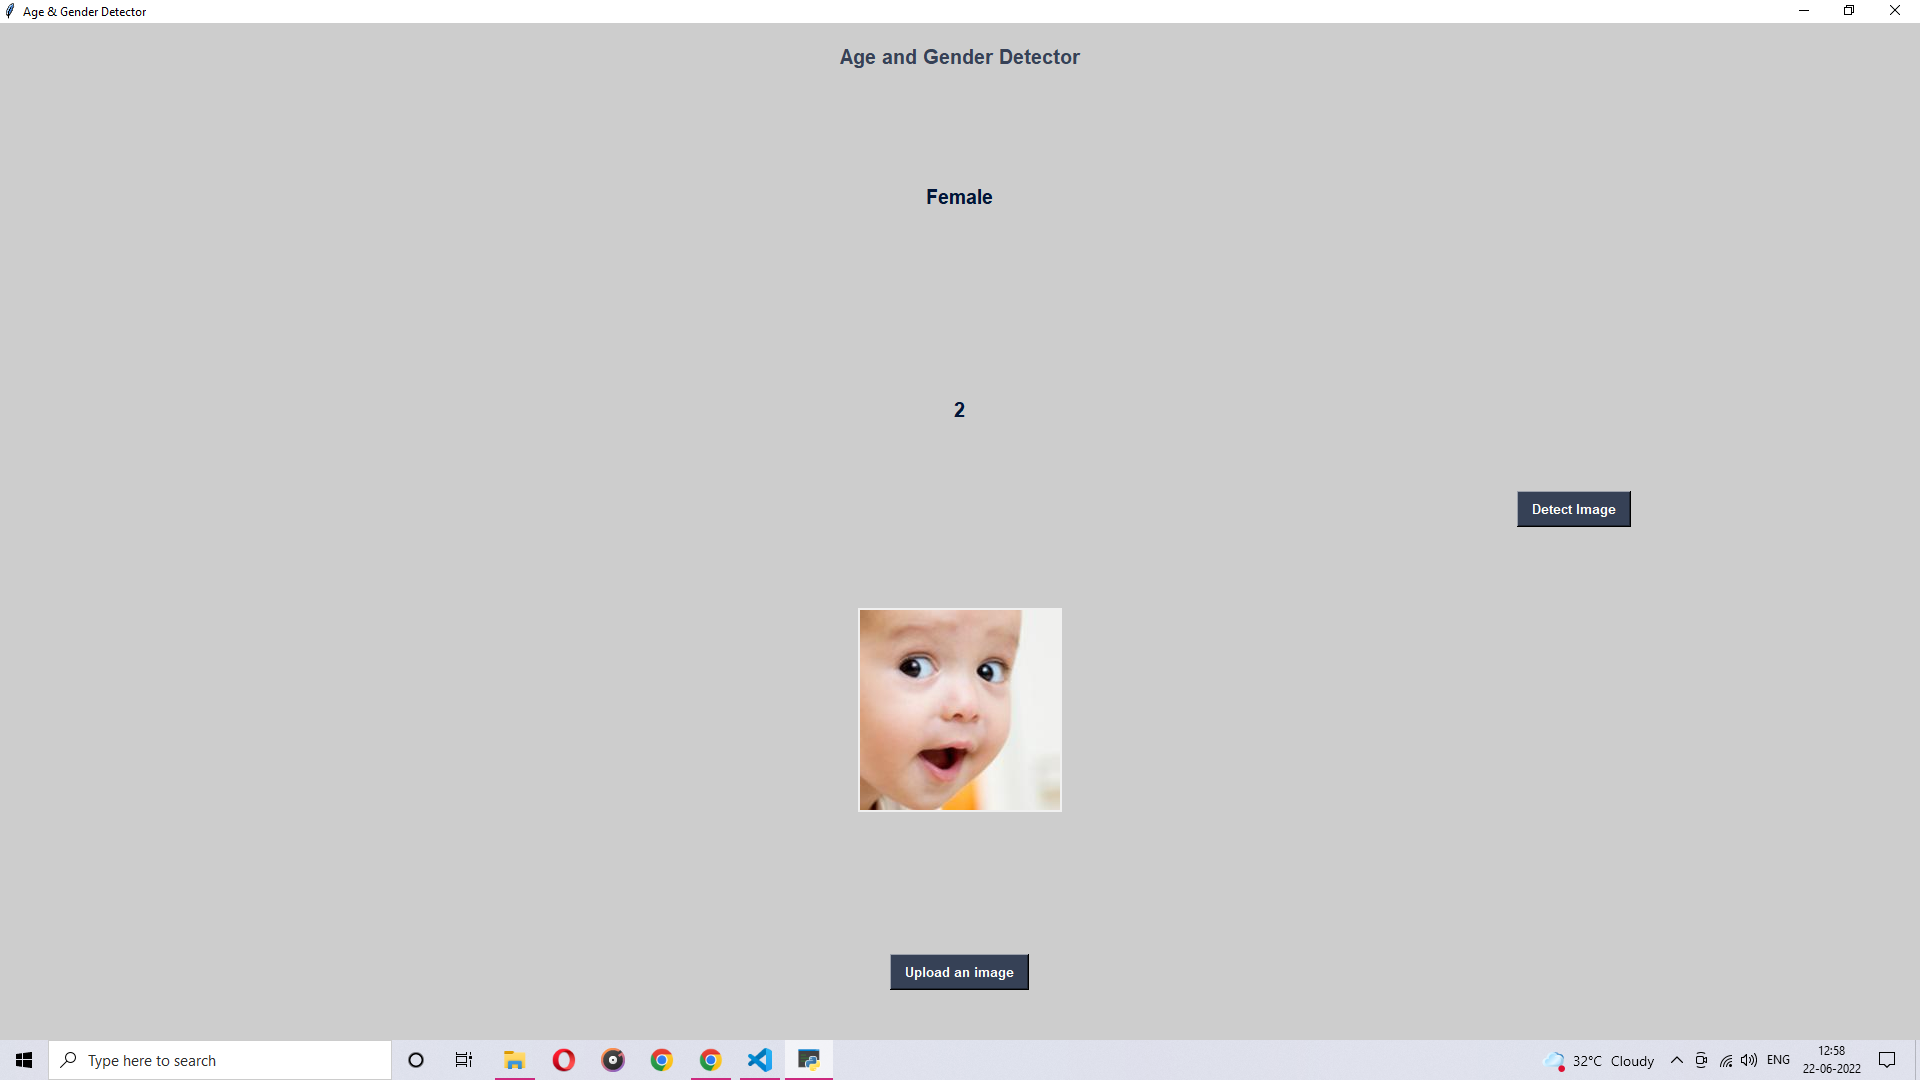 Age & Gender Detector
Age and Gender Detector
Female
2
Detect Image
Upload an image
Type here to search
32°C Cloudy
ENG
12:58
22-06-2022